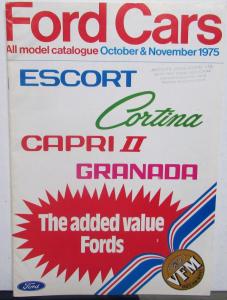 Ford Cars
All model catalogue October & November 1975
ESCORT
Cortina
CAPRI II
GRANADA
The added value
Fords
VFM
Ford